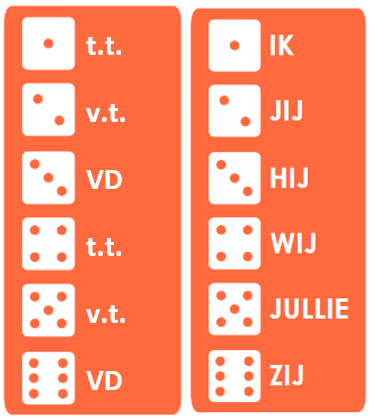 t.t.
v.t.
VD
t.t.
v.t.
VD
IK
JIJ
HIJ
WIJ
JULLIE
ZIJ